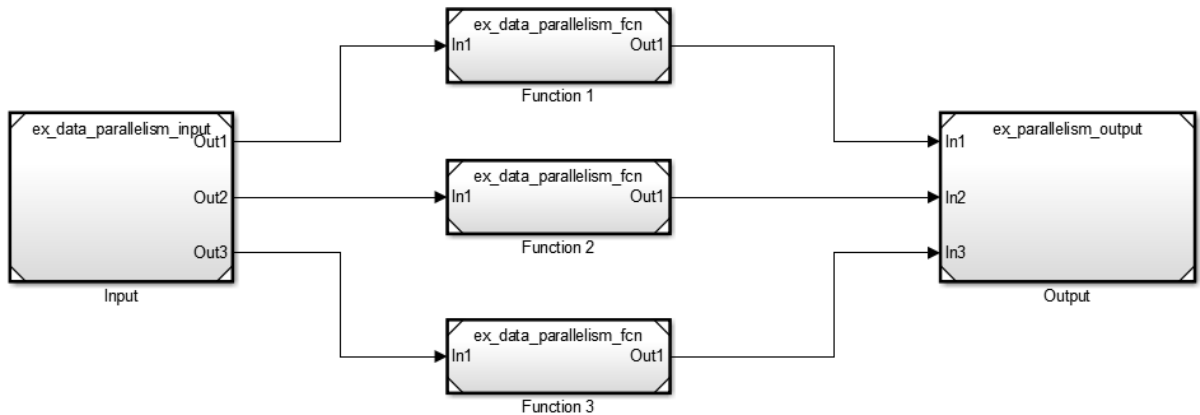 ex_data_parallelism_fcn
In1 Out1
Function 1
ex_data_parallelism_input
Out1
Out2
Out3
Input
ex_data_parallelism_fcn
In1 Out1
Function 2
ex_data_parallelism_fcn
In1 Out1
Function 3
ex_parallelism_output
In1
In2
In3
Output